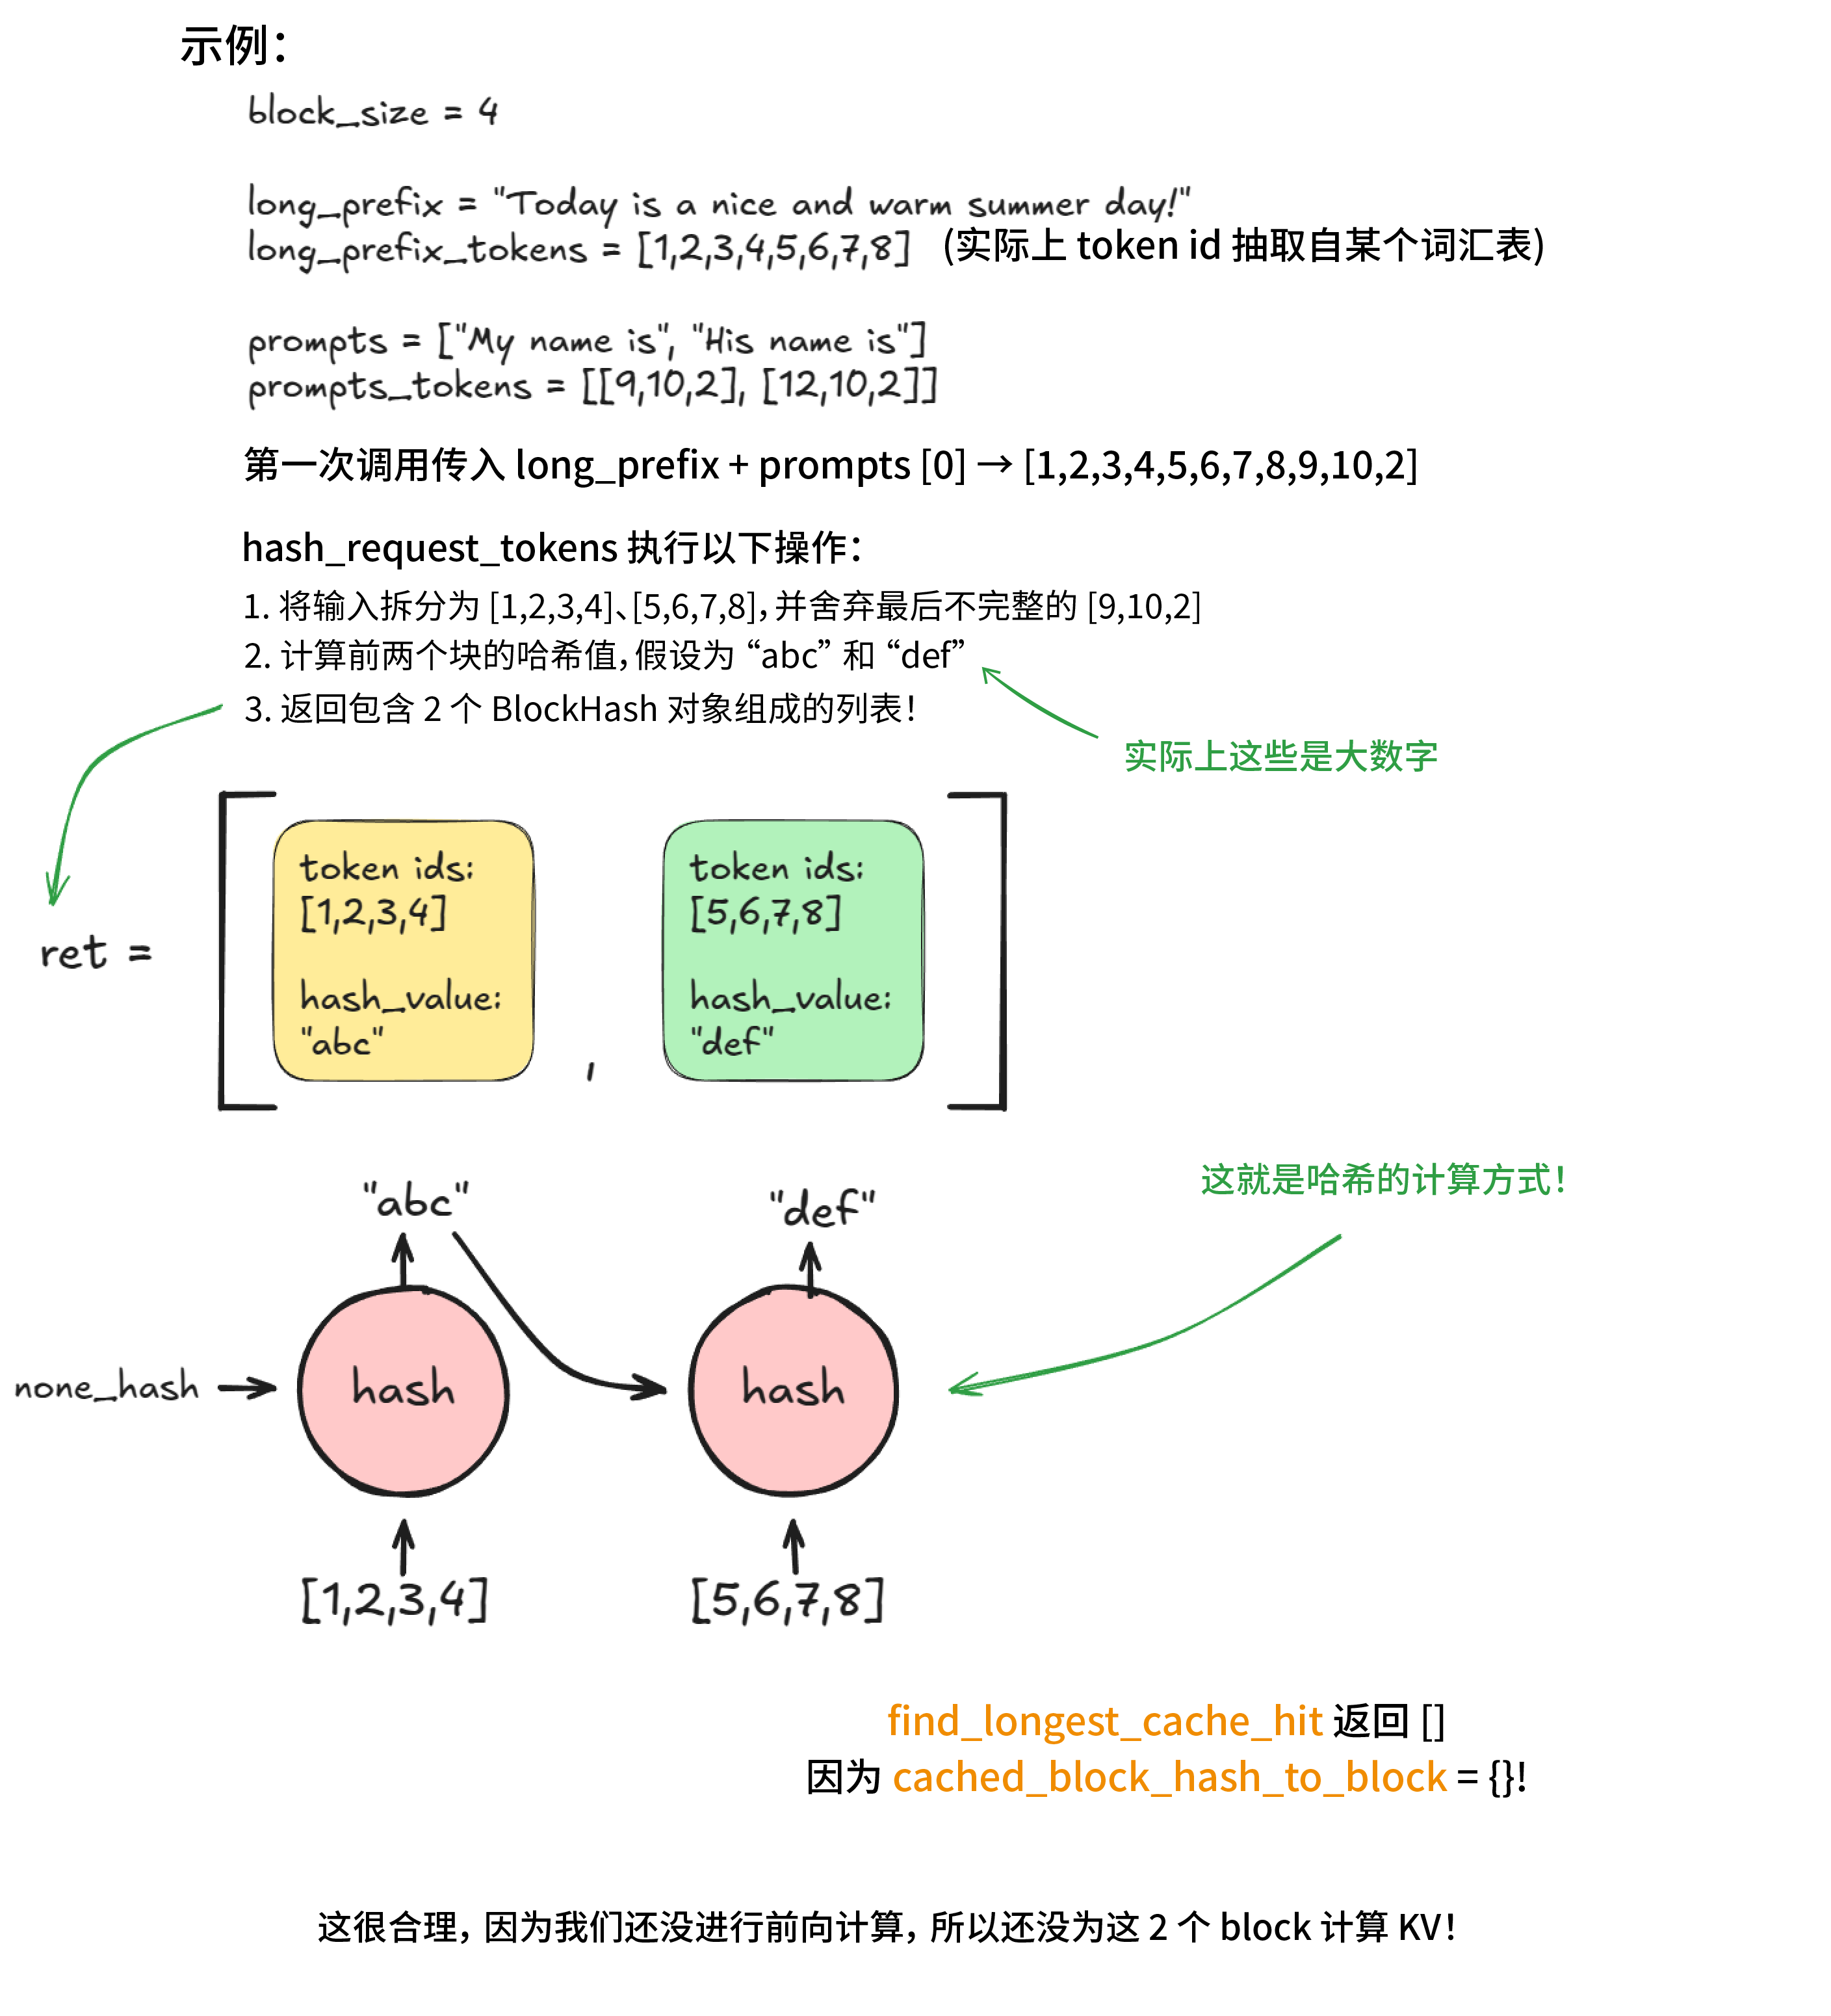 示例：
block_size = 4
long_prefix = "Today is a nice and warm summer day!"
long_prefix_tokens = [1,2,3,4,5,6,7,8] (实际上 token id 抽取自某个词汇表)
prompts = ["My name is", "His name is"]
prompts_tokens = [[9,10,2], [12,10,2]]
第一次调用传入 long_prefix + prompts [0] → [1,2,3,4,5,6,7,8,9,10,2]
hash_request_tokens 执行以下操作：
1. 将输入拆分为 [1,2,3,4]、[5,6,7,8]，并舍弃最后不完整的 [9,10,2]
2. 计算前两个块的哈希值，假设为 “abc” 和 “def”
3. 返回包含 2 个 BlockHash 对象组成的列表！
实际上这些是大数字
ret =
token ids:
[1,2,3,4]
hash_value:
"abc"
,
token ids:
[5,6,7,8]
hash_value:
"def"
这就是哈希的计算方式！
"abc"
"def"
none_hash
hash
hash
[1,2,3,4]
[5,6,7,8]
find_longest_cache_hit 返回 []
因为 cached_block_hash_to_block = {}!
这很合理，因为我们还没进行前向计算，所以还没为这 2 个 block 计算 KV！